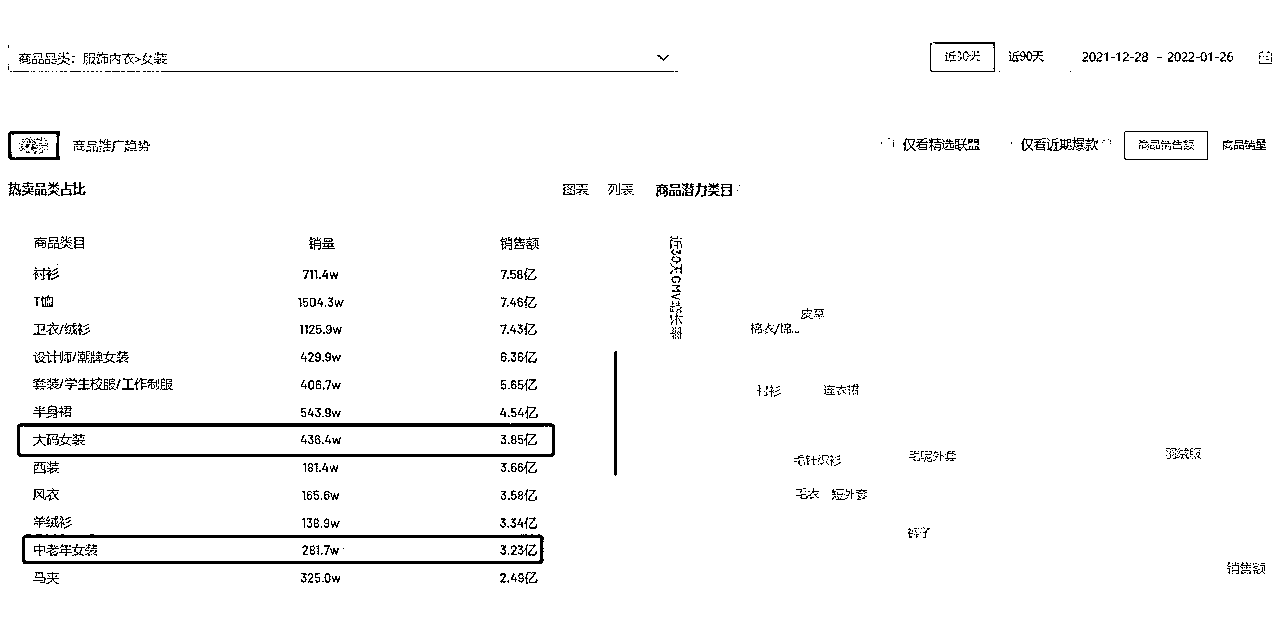 商品品类：服饰内衣>女装
近30天 近90天 2021-12-28 - 2022-01-26
商品推广趋势
仅看精选联盟 仅看近期爆款 商品销售额 商品销量
热卖品类占比 图表 列表
商品潜力类目
商品类目 销量 销售额
衬衫 711.4w 7.58亿
T恤 1504.3w 7.46亿
卫衣/绒衫 1125.9w 7.43亿
设计师/潮牌女装 429.9w 6.36亿
套装/学生校服/工作制服 406.7w 5.65亿
半身裙 543.9w 4.54亿
大码女装 436.4w 3.85亿
西装 181.4w 3.66亿
风衣 165.6w 3.58亿
羊绒衫 136.9w 3.34亿
中老年女装 281.7w 3.23亿
马夹 325.0w 2.49亿
近30天GMV增长率
皮草
棉衣/棉...
衬衫 连衣裙
毛针织衫 毛呢外套 羽绒服
毛衣 短外套
裤子
销售额